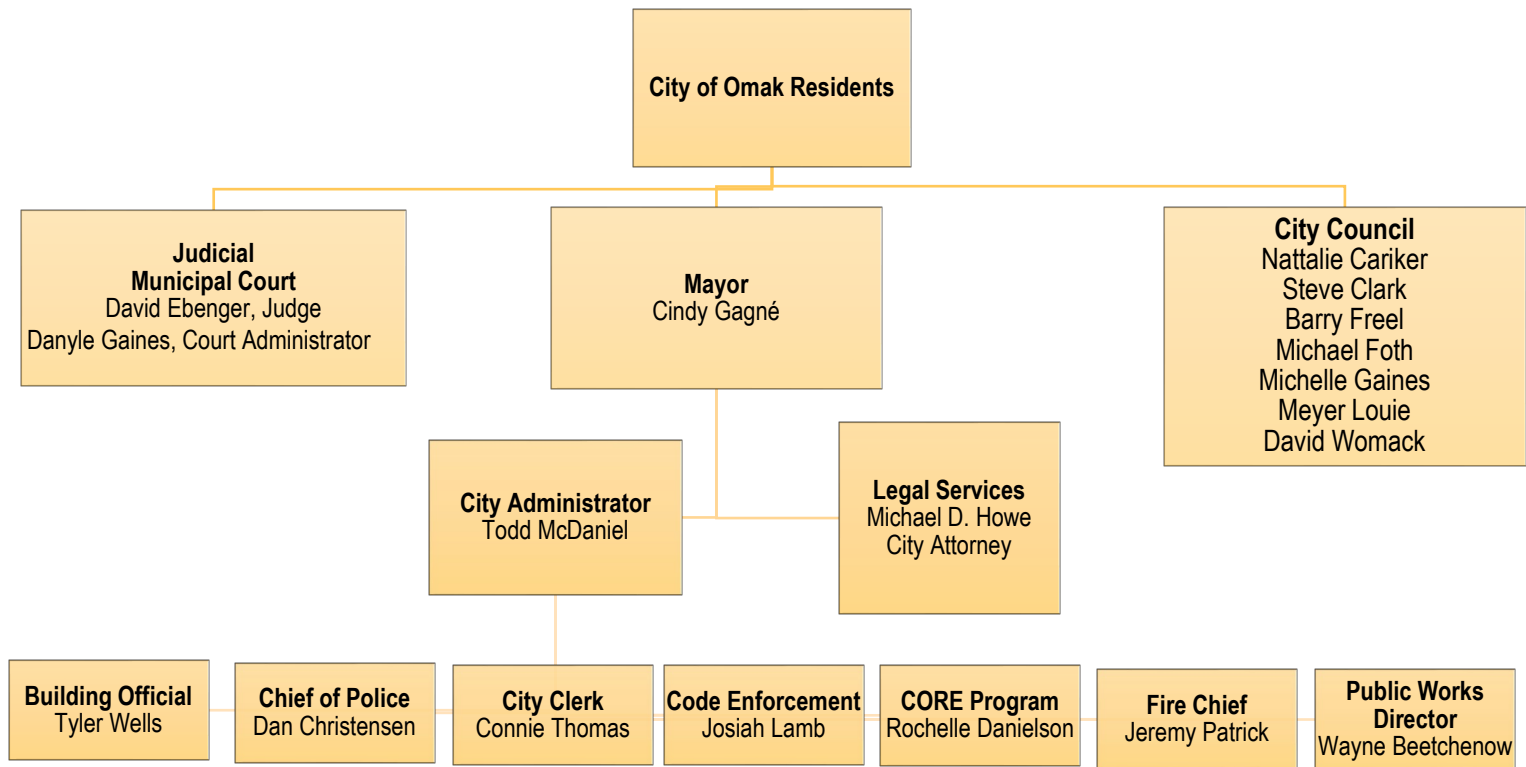 City of Omak Residents
Judicial
Municipal Court
David Ebenger, Judge
Danyle Gaines, Court Administrator
Mayor
Cindy Gagné
City Council
Nattalie Cariker
Steve Clark
Barry Freel
Michael Foth
Michelle Gaines
Meyer Louie
David Womack
City Administrator
Todd McDaniel
Legal Services
Michael D. Howe
City Attorney
Building Official
Tyler Wells
Chief of Police
Dan Christensen
City Clerk
Connie Thomas
Code Enforcement
Josiah Lamb
CORE Program
Rochelle Danielson
Fire Chief
Jeremy Patrick
Public Works
Director
Wayne Beetchenow